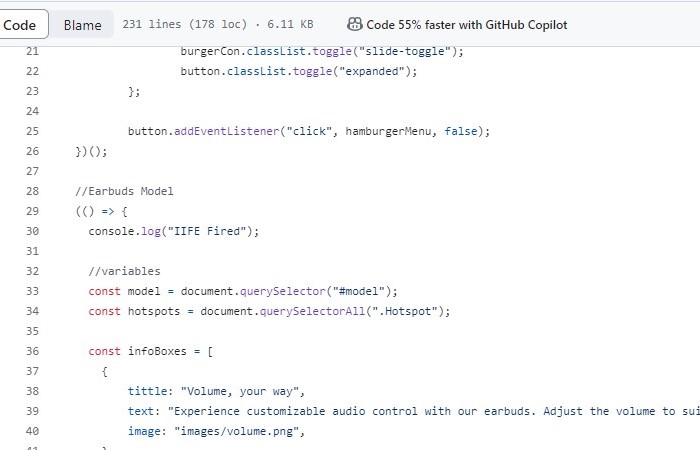 Code Blame 231 lines (178 loc) · 6.11 KB Code 55% faster with GitHub Copilot
21 burgerCon.classList.toggle("slide-toggle");
22 button.classList.toggle("expanded");
23 };
24
25 button.addEventListener("click", hamburgerMenu, false);
26 })();
27
28 //Earbuds Model
29 (() => {
30 console.log("IIFE Fired");
31
32 //variables
33 const model = document.querySelector("#model");
34 const hotspots = document.querySelectorAll(".Hotspot");
35
36 const infoBoxes = [
37 {
38 tittle: "Volume, your way",
39 text: "Experience customizable audio control with our earbuds. Adjust the volume to sui
40 image: "images/volume.png",